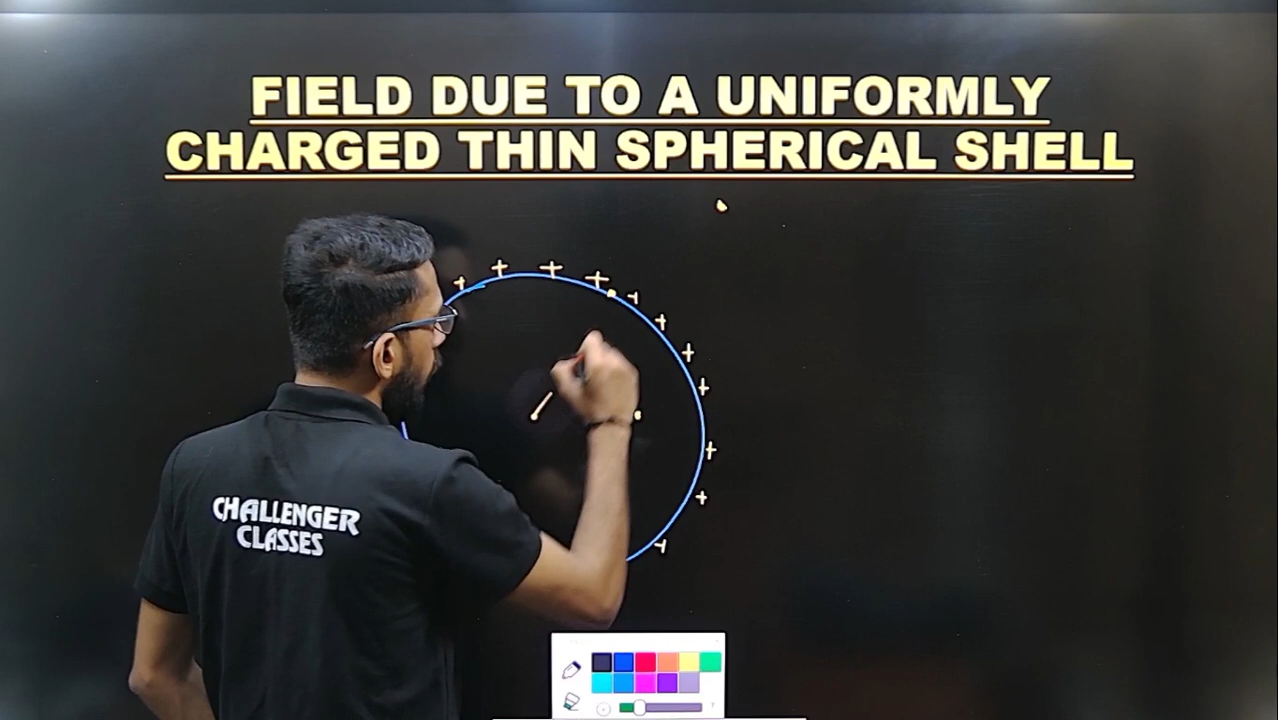 FIELD DUE TO A UNIFORMLY
CHARGED THIN SPHERICAL SHELL
+ + + + + + + + + + +
CHALLENGER
CLASSES